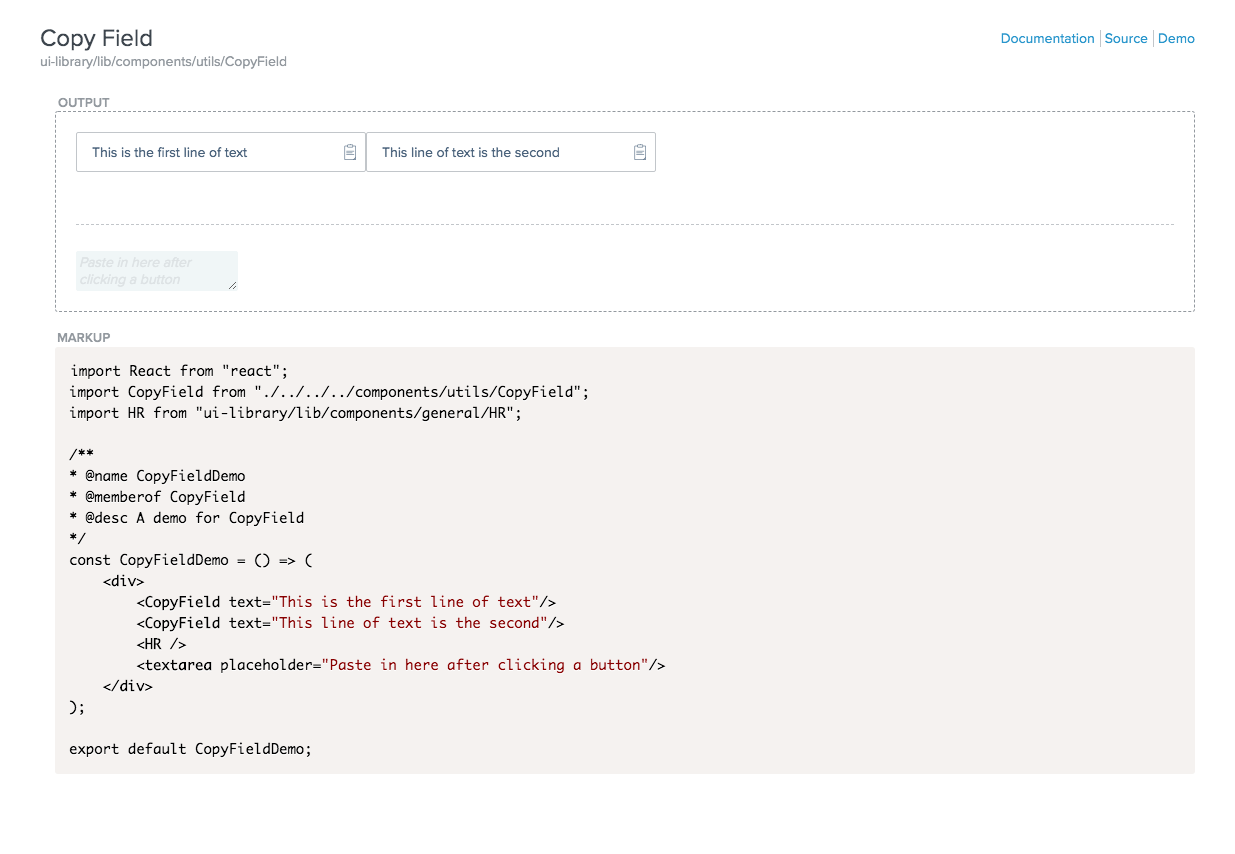 Copy Field
Documentation Source Demo
ui-library/lib/components/utils/CopyField
OUTPUT
This is the first line of text
This line of text is the second
Paste in here after
clicking a button
MARKUP
import React from "react";
import CopyField from "./../../../components/utils/CopyField";
import HR from "ui-library/lib/components/general/HR";

/**
* @name CopyFieldDemo
* @memberof CopyField
* @desc A demo for CopyField
*/
const CopyFieldDemo = () => (
    <div>
        <CopyField text="This is the first line of text"/>
        <CopyField text="This line of text is the second"/>
        <HR />
        <textarea placeholder="Paste in here after clicking a button"/>
    </div>
);

export default CopyFieldDemo;